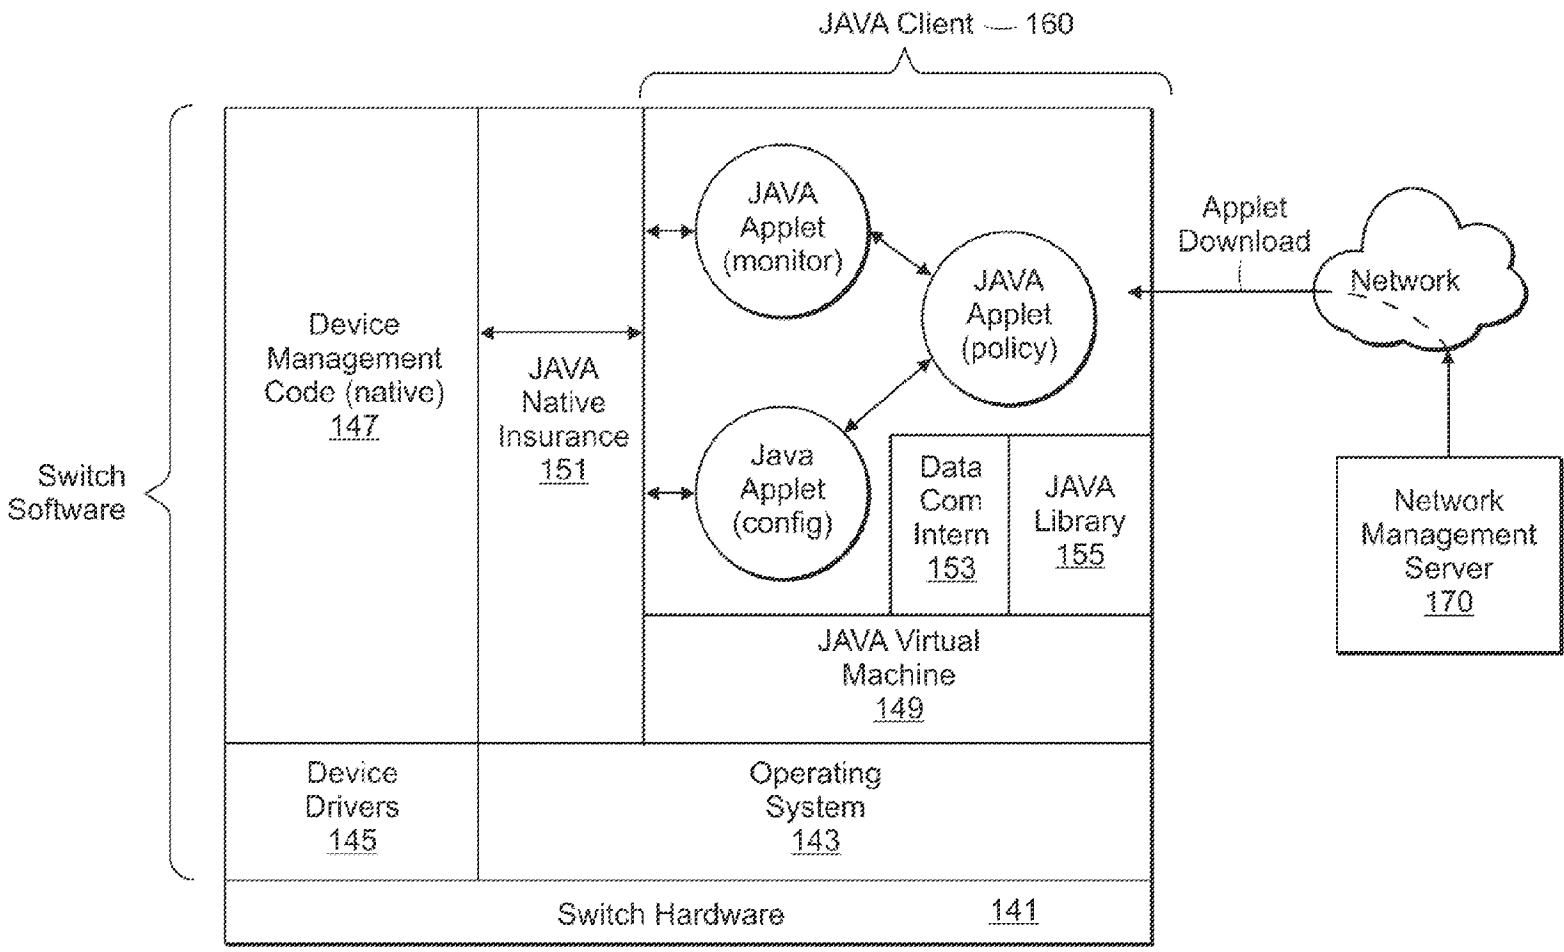 JAVA Client — 160
JAVA
Applet
(monitor)
Applet
Download
Network
JAVA
Applet
(policy)
Device
Management
Code (native)
147
JAVA
Native
Insurance
151
Java
Applet
(config)
Data
Com
Intern
153
JAVA
Library
155
Switch
Software
Network
Management
Server
170
JAVA Virtual
Machine
149
Device
Drivers
145
Operating
System
143
Switch Hardware 141